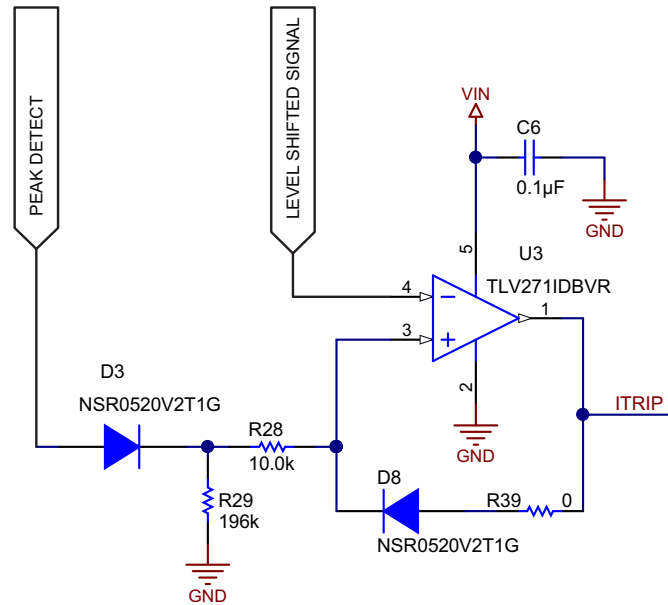 PEAK DETECT
LEVEL SHIFTED SIGNAL
VIN
C6
0.1µF
GND
5
U3
TLV271IDBVR
4
1
3
2
GND
ITRIP
D3
NSR0520V2T1G
R28
10.0k
R29
196k
GND
D8
R39
0
NSR0520V2T1G